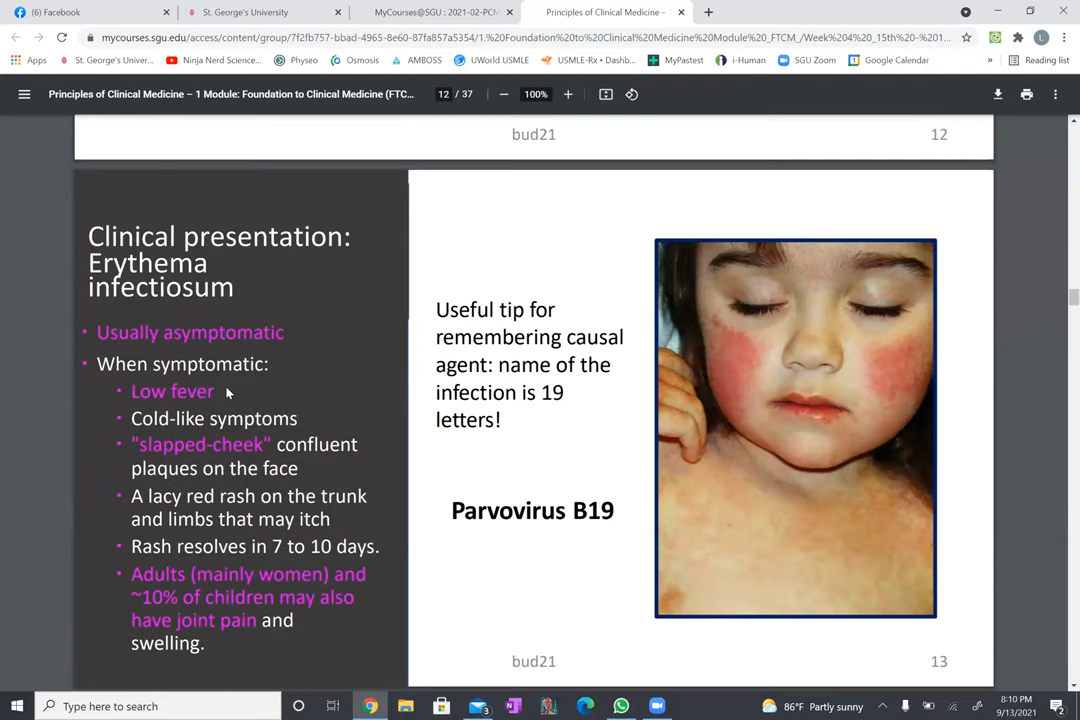 (6) Facebook
St. George's University
MyCourses@SGU : 2021-02-PCM
Principles of Clinical Medicine –
mycourses.sgu.edu/access/content/group/7f2fb757-bbad-4965-8e60-87fa857a5354/1.%20Foundation%20to%20Clinical%20Medicine%20Module%20_FTCM_/Week%204%20_15th%20-%201...
Apps
St. George's Univer...
Ninja Nerd Science...
Physeo
Osmosis
AMBOSS
UWorld USMLE
USMLE-Rx • Dashb...
MyPastest
i-Human
SGU Zoom
Google Calendar
»
Reading list
Principles of Clinical Medicine – 1 Module: Foundation to Clinical Medicine (FTC...
12 / 37
100%
bud21
12
Clinical presentation:
Erythema
infectiosum
Usually asymptomatic
When symptomatic:
Low fever
Cold-like symptoms
"slapped-cheek" confluent
plaques on the face
A lacy red rash on the trunk
and limbs that may itch
Rash resolves in 7 to 10 days.
Adults (mainly women) and
~10% of children may also
have joint pain and
swelling.
Useful tip for
remembering causal
agent: name of the
infection is 19
letters!
Parvovirus B19
bud21
13
Type here to search
86°F Partly sunny
8:10 PM
9/13/2021